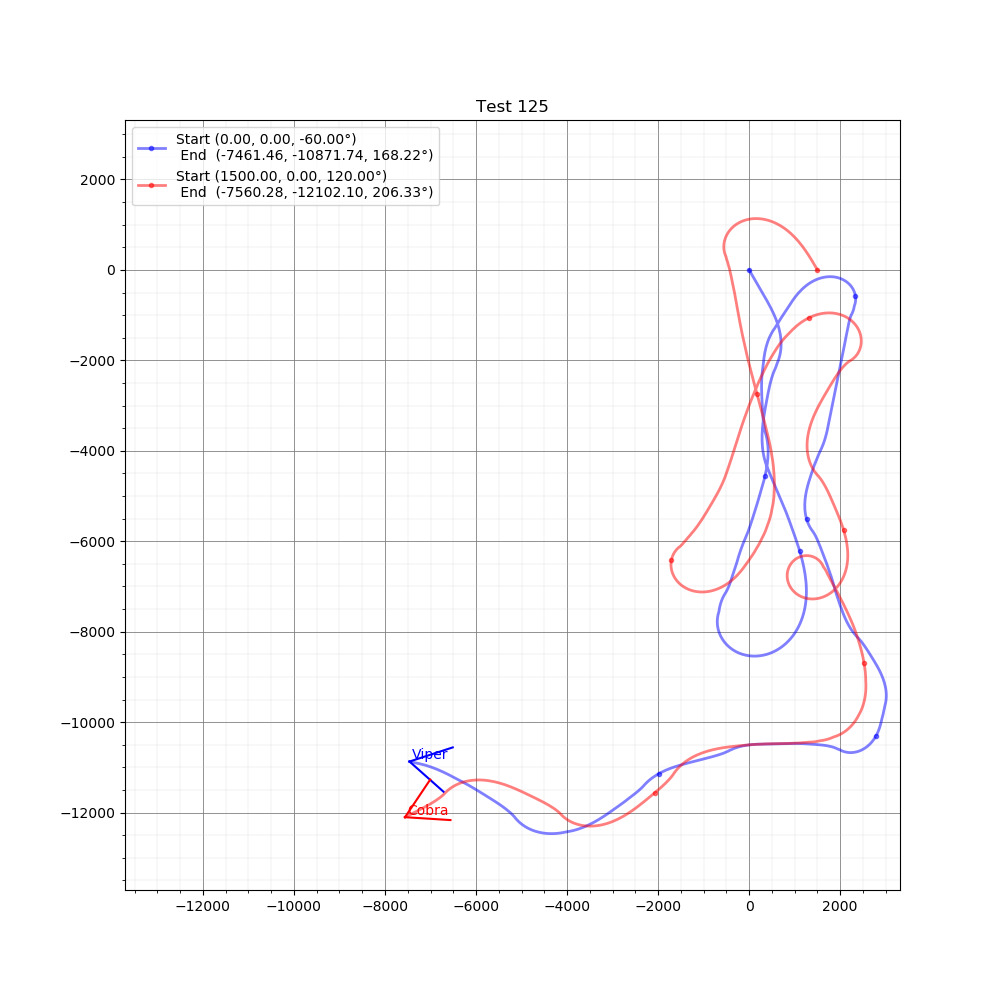 Test 125
Start (0.00, 0.00, -60.00°)
End  (-7461.46, -10871.74, 168.22°)
Start (1500.00, 0.00, 120.00°)
End  (-7560.28, -12102.10, 206.33°)
2000
0
−2000
−4000
−6000
−8000
−10000
−12000
Viper
Cobra
−12000 −10000 −8000 −6000 −4000 −2000 0 2000